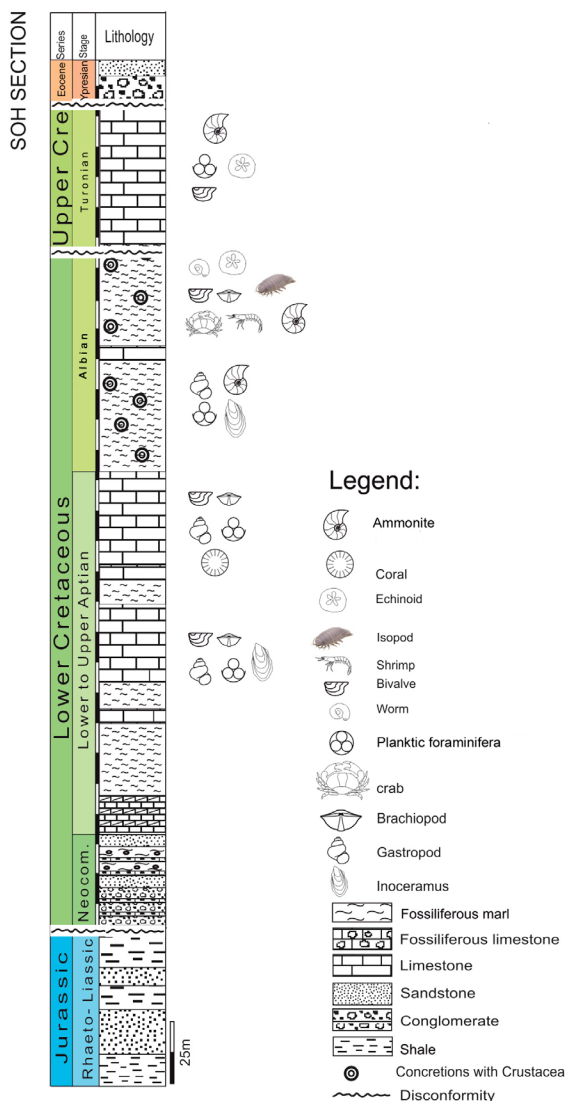 SOH SECTION
Series
Stage
Lithology
Eocene
Ypresian
Upper Cre
Turonian
Lower Cretaceous
Albian
Lower to Upper Aptian
Neocom.
Jurassic
Rhaeto- Liassic
25m
Legend:
Ammonite
Coral
Echinoid
Isopod
Shrimp
Bivalve
Worm
Planktic foraminifera
crab
Brachiopod
Gastropod
Inoceramus
Fossiliferous marl
Fossiliferous limestone
Limestone
Sandstone
Conglomerate
Shale
Concretions with Crustacea
Disconformity